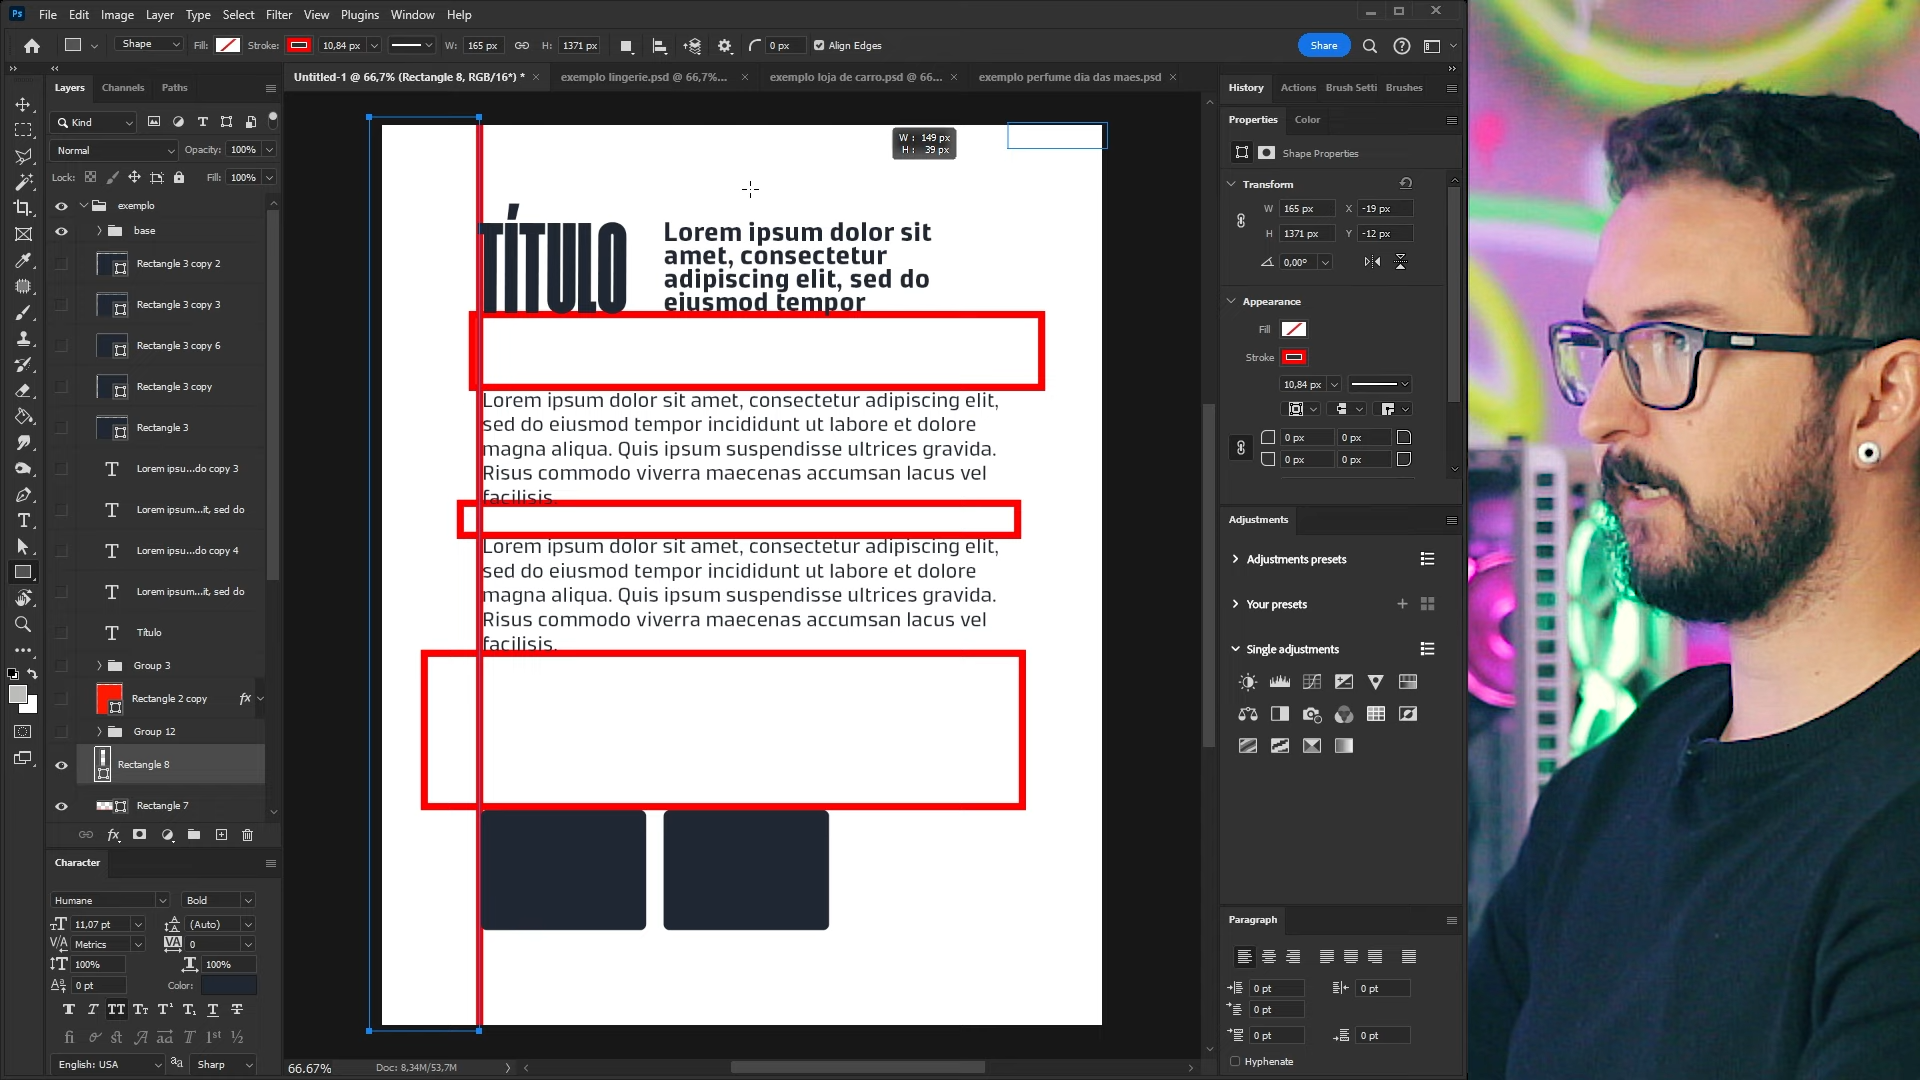 Ps File Edit Image Layer Type Select Filter View Plugins Window Help
Shape Fill: Stroke: 10,84 px W: 165 px H: 1371 px 0 px Align Edges Share
Untitled-1 @ 66,7% (Rectangle 8, RGB/16*) * exemplo lingerie.psd @ 66,7%... exemplo loja de carro.psd @ 66... exemplo perfume dia das maes.psd
Layers Channels Paths
Kind
Normal Opacity: 100%
Lock: Fill: 100%
exemplo
base
Rectangle 3 copy 2
Rectangle 3 copy 3
Rectangle 3 copy 6
Rectangle 3 copy
Rectangle 3
Lorem ipsu...do copy 3
Lorem ipsum...it, sed do
Lorem ipsu...do copy 4
Lorem ipsum...it, sed do
Título
Group 3
Rectangle 2 copy fx
Group 12
Rectangle 8
Rectangle 7
fx
Character
Humane Bold
11,07 pt (Auto)
Metrics 0
100% 100%
0 pt Color:
English: USA Sharp
W : 149 px
H : 39 px
TÍTULO
Lorem ipsum dolor sit
amet, consectetur
adipiscing elit, sed do
eiusmod tempor
Lorem ipsum dolor sit amet, consectetur adipiscing elit,
sed do eiusmod tempor incididunt ut labore et dolore
magna aliqua. Quis ipsum suspendisse ultrices gravida.
Risus commodo viverra maecenas accumsan lacus vel
facilisis.
Lorem ipsum dolor sit amet, consectetur adipiscing elit,
sed do eiusmod tempor incididunt ut labore et dolore
magna aliqua. Quis ipsum suspendisse ultrices gravida.
Risus commodo viverra maecenas accumsan lacus vel
facilisis.
66.67% Doc: 8,34M/53,7M
History Actions Brush Setti Brushes
Properties Color
Shape Properties
Transform
W 165 px X -19 px
H 1371 px Y -12 px
0,00°
Appearance
Fill
Stroke
10,84 px
0 px 0 px
0 px 0 px
Adjustments
Adjustments presets
Your presets
Single adjustments
Paragraph
0 pt 0 pt
0 pt
0 pt 0 pt
Hyphenate